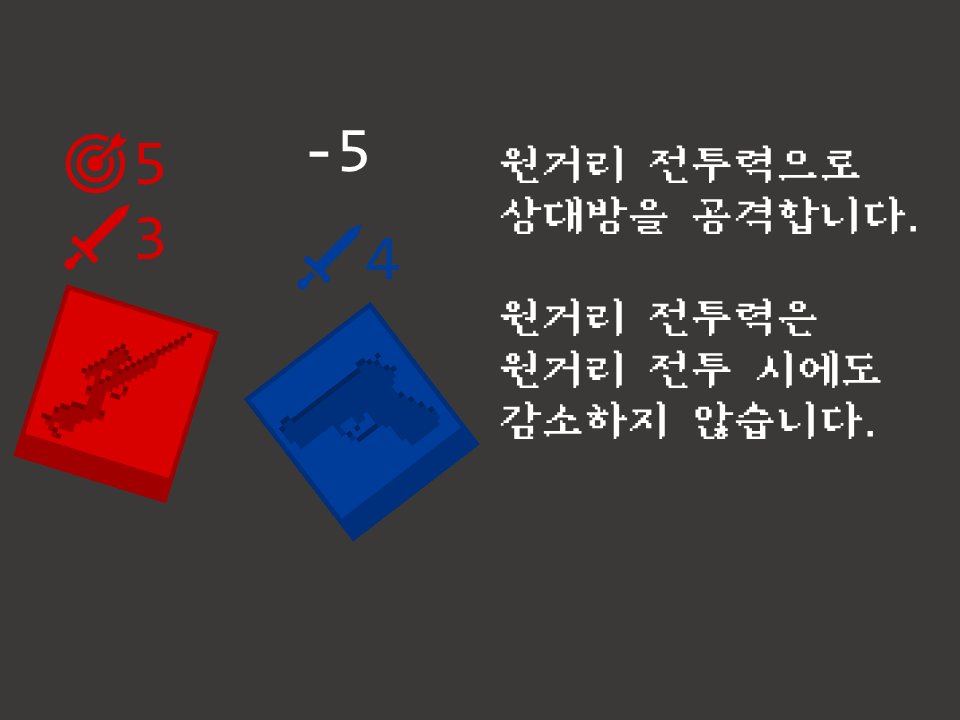 5
3
-5
4
원거리 전투력으로
상대방을 공격합니다.
원거리 전투력은
원거리 전투 시에도
감소하지 않습니다.